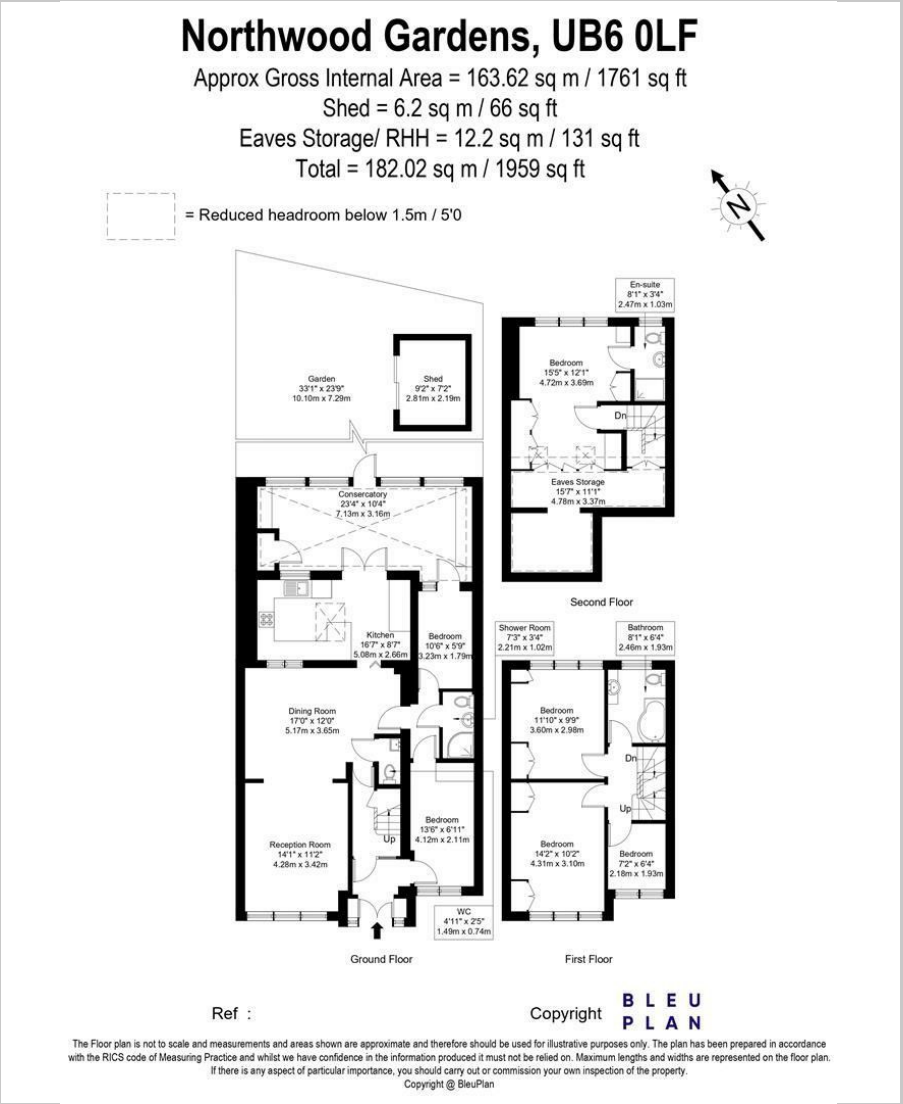 Northwood Gardens, UB6 0LF
Approx Gross Internal Area = 163.62 sq m / 1761 sq ft
Shed = 6.2 sq m / 66 sq ft
Eaves Storage/ RHH = 12.2 sq m / 131 sq ft
Total = 182.02 sq m / 1959 sq ft
= Reduced headroom below 1.5m / 5'0
N
Garden
33'1" x 23'9"
10.10m x 7.29m
Shed
9'2" x 7'2"
2.81m x 2.19m
Consercatory
23'4" x 10'4"
7.13m x 3.16m
Kitchen
16'7" x 8'7"
5.08m x 2.66m
Bedroom
10'6" x 5'9"
3.23m x 1.79m
Shower Room
7'3" x 3'4"
2.21m x 1.02m
Dining Room
17'0" x 12'0"
5.17m x 3.65m
Reception Room
14'1" x 11'2"
4.28m x 3.42m
Up
Bedroom
13'6" x 6'11"
4.12m x 2.11m
WC
4'11" x 2'5"
1.49m x 0.74m
Ground Floor
En-suite
8'1" x 3'4"
2.47m x 1.03m
Bedroom
15'5" x 12'1"
4.72m x 3.69m
Dn
Eaves Storage
15'7" x 11'1"
4.78m x 3.37m
Second Floor
Bathroom
8'1" x 6'4"
2.46m x 1.93m
Bedroom
11'10" x 9'9"
3.60m x 2.98m
Dn
Up
Bedroom
14'2" x 10'2"
4.31m x 3.10m
Bedroom
7'2" x 6'4"
2.18m x 1.93m
First Floor
Ref :
Copyright
BLEU
PLAN
The Floor plan is not to scale and measurements and areas shown are approximate and therefore should be used for illustrative purposes only. The plan has been prepared in accordance
with the RICS code of Measuring Practice and whilst we have confidence in the information produced it must not be relied on. Maximum lengths and widths are represented on the floor plan.
If there is any aspect of particular importance, you should carry out or commission your own inspection of the property.
Copyright @ BleuPlan